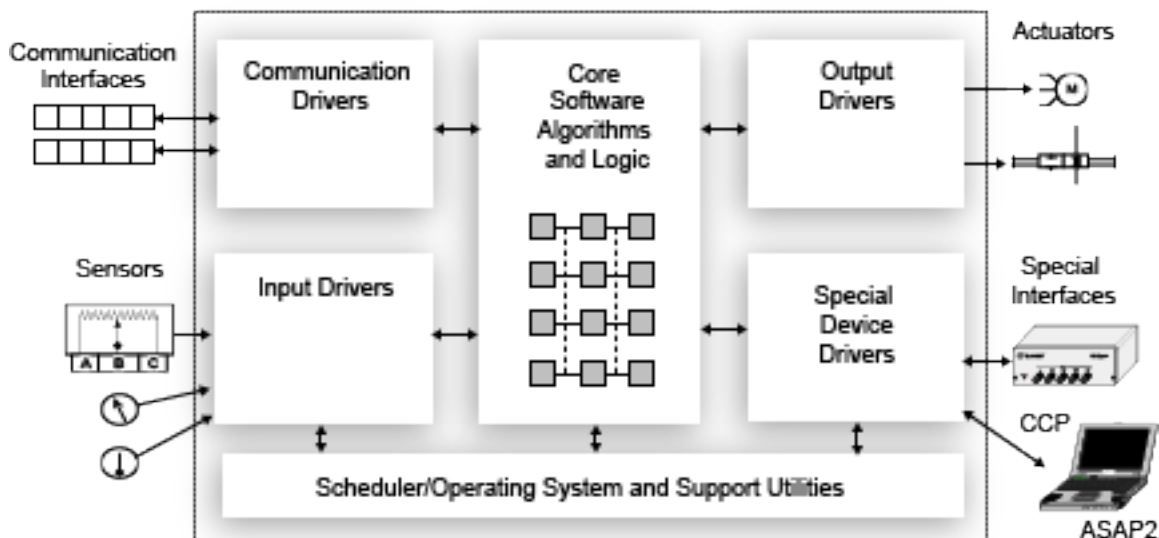 Communication
Interfaces
Communication
Drivers
Core
Software
Algorithms
and Logic
Output
Drivers
Actuators
M
Sensors
A B C
Input Drivers
Special
Device
Drivers
Special
Interfaces
CCP
ASAP2
Scheduler/Operating System and Support Utilities